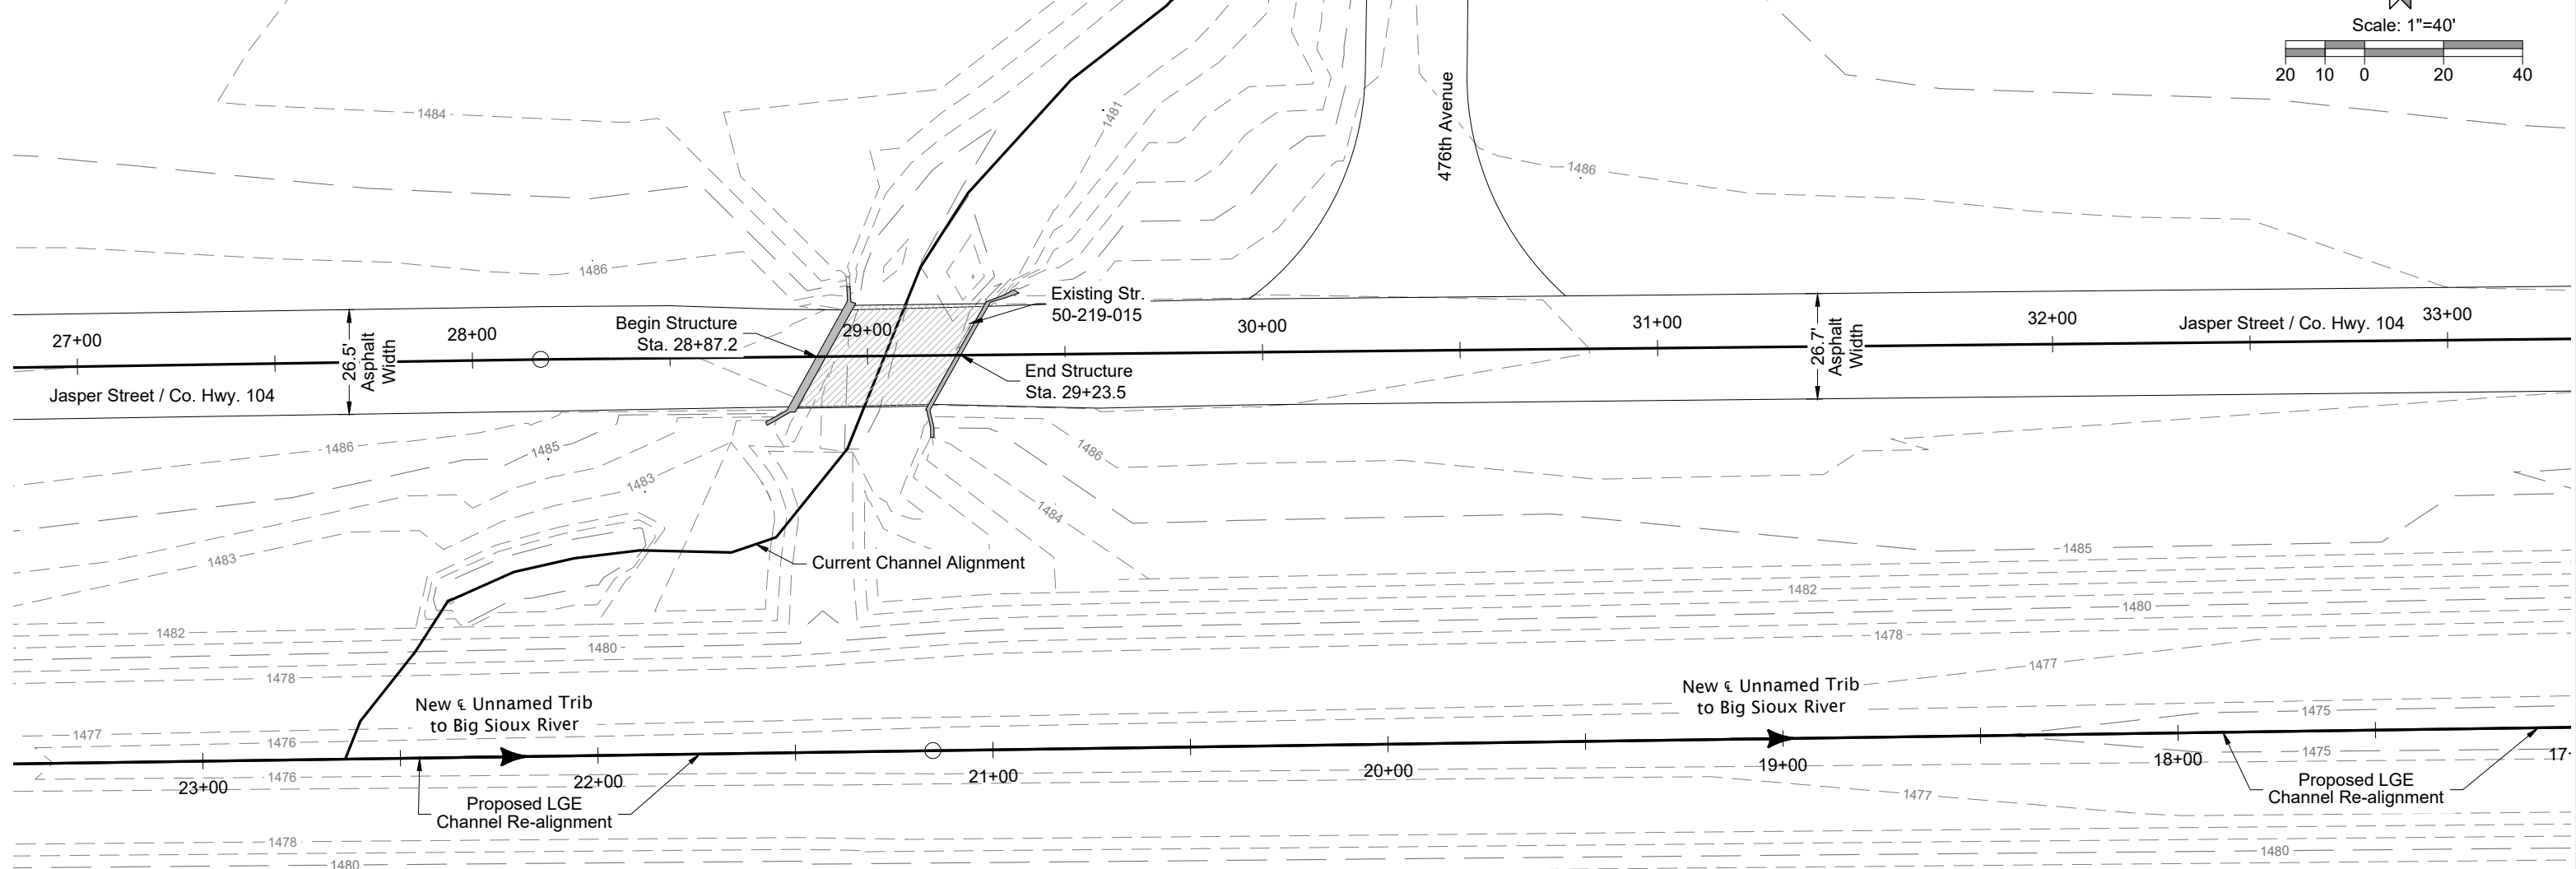 Scale: 1"=40'
20 10 0 20 40
476th Avenue
1484
1481
1486
1486
Existing Str.
50-219-015
Begin Structure
Sta. 28+87.2
27+00
28+00
29+00
30+00
31+00
32+00
33+00
Jasper Street / Co. Hwy. 104
26.5'
Asphalt
Width
26.7'
Asphalt
Width
End Structure
Sta. 29+23.5
Jasper Street / Co. Hwy. 104
1486
1485
1483
1486
1484
1483
1485
Current Channel Alignment
1482
1480
1482
1480
1478
1478
1477
New ℄ Unnamed Trib
to Big Sioux River
New ℄ Unnamed Trib
to Big Sioux River
1477
1476
1476
1475
1475
23+00
22+00
21+00
20+00
19+00
18+00
17-
Proposed LGE
Channel Re-alignment
Proposed LGE
Channel Re-alignment
1477
1478
1480
1480